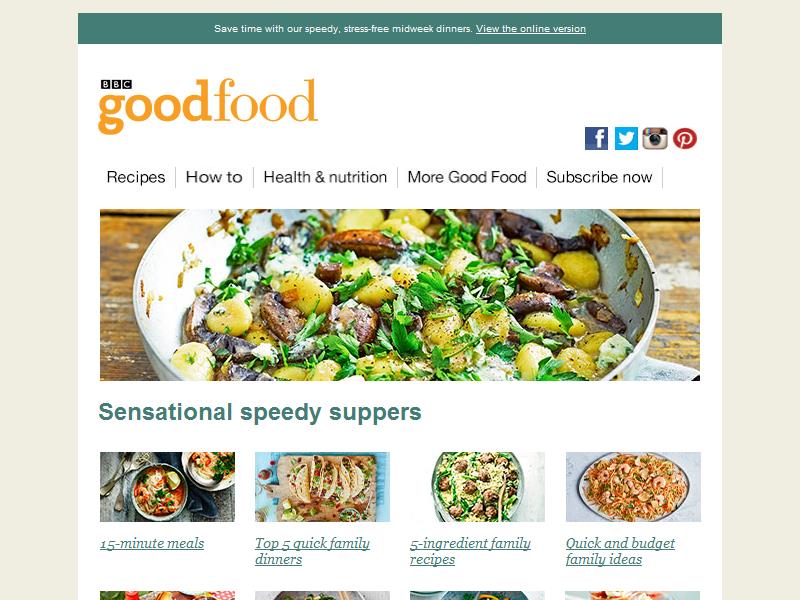 Save time with our speedy, stress-free midweek dinners. View the online version
BBC
goodfood
Recipes
How to
Health & nutrition
More Good Food
Subscribe now
Sensational speedy suppers
15-minute meals
Top 5 quick family
dinners
5-ingredient family
recipes
Quick and budget
family ideas